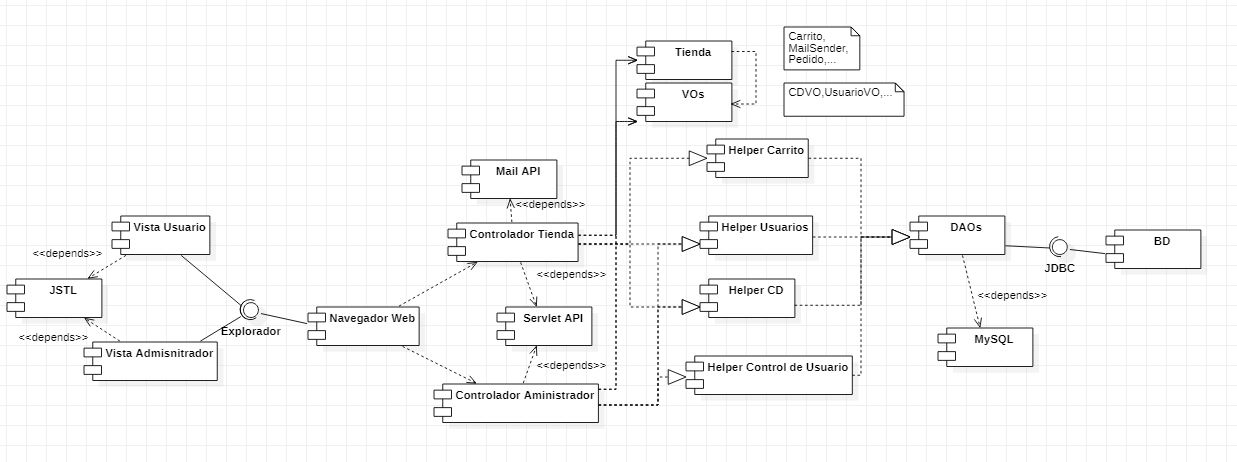 Tienda
Carrito,
MailSender,
Pedido,...
VOs
CDVO,UsuarioVO,...
Helper Carrito
Mail API
<<depends>>
Vista Usuario
Controlador Tienda
Helper Usuarios
DAOs
BD
<<depends>>
JDBC
<<depends>>
JSTL
Helper CD
<<depends>>
Explorador
Navegador Web
Servlet API
<<depends>>
MySQL
Vista Admisnitrador
<<depends>>
Helper Control de Usuario
Controlador Aministrador